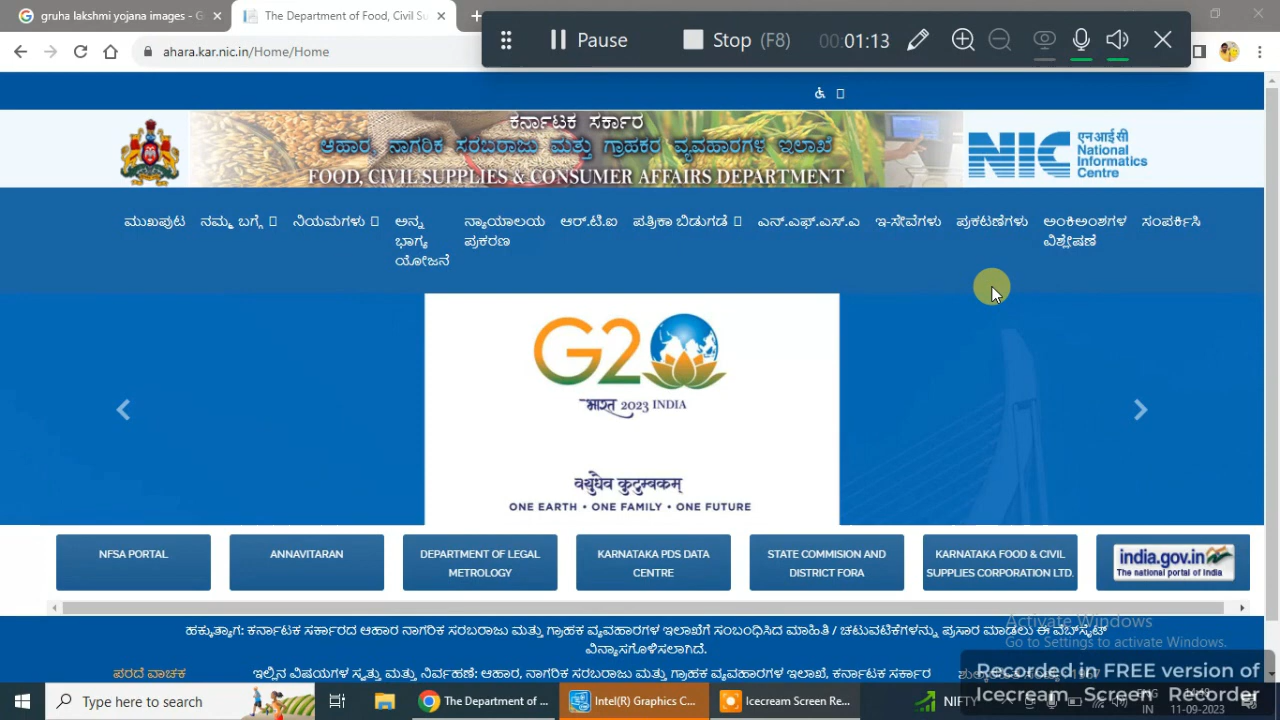 gruha lakshmi yojana images - G
The Department of Food, Civil Su
Pause
Stop (F8)
00:01:13
ahara.kar.nic.in/Home/Home
ಕರ್ನಾಟಕ ಸರ್ಕಾರ
ಆಹಾರ, ನಾಗರಿಕ ಸರಬರಾಜು ಮತ್ತು ಗ್ರಾಹಕರ ವ್ಯವಹಾರಗಳ ಇಲಾಖೆ
FOOD, CIVIL SUPPLIES & CONSUMER AFFAIRS DEPARTMENT
NIC
एन आई सी
National
Informatics
Centre
ಮುಖಪುಟ
ನಮ್ಮ ಬಗ್ಗೆ
ನಿಯಮಗಳು
ಅನ್ನ
ಭಾಗ್ಯ
ಯೋಜನೆ
ನ್ಯಾಯಾಲಯ
ಪ್ರಕರಣ
ಆರ್.ಟಿ.ಐ
ಪತ್ರಿಕಾ ಬಿಡುಗಡೆ
ಎನ್.ಎಫ್.ಎಸ್.ಎ
ಇ-ಸೇವೆಗಳು
ಪ್ರಕಟಣೆಗಳು
ಅಂಕಿಅಂಶಗಳ
ವಿಶ್ಲೇಷಣೆ
ಸಂಪರ್ಕಿಸಿ
G20
भारत 2023 INDIA
वसुधैव कुटुम्बकम्
ONE EARTH • ONE FAMILY • ONE FUTURE
NFSA PORTAL
ANNAVITARAN
DEPARTMENT OF LEGAL
METROLOGY
KARNATAKA PDS DATA
CENTRE
STATE COMMISION AND
DISTRICT FORA
KARNATAKA FOOD & CIVIL
SUPPLIES CORPORATION LTD.
india.gov.in
The national portal of India
ಹಕ್ಕುತ್ಯಾಗ: ಕರ್ನಾಟಕ ಸರ್ಕಾರದ ಆಹಾರ ನಾಗರಿಕ ಸರಬರಾಜು ಮತ್ತು ಗ್ರಾಹಕ ವ್ಯವಹಾರಗಳ ಇಲಾಖೆಗೆ ಸಂಬಂಧಿಸಿದ ಮಾಹಿತಿ / ಚಟುವಟಿಕೆಗಳನ್ನು ಪ್ರಸಾರ ಮಾಡಲು ಈ ವೆಬ್‌ಸೈಟ್
ವಿನ್ಯಾಸಗೊಳಿಸಲಾಗಿದೆ.
Activate Windows
Go to Settings to activate Windows.
ಪರದೆ ವಾಚಕ
ಇಲ್ಲಿನ ವಿಷಯಗಳ ಸ್ವತ್ತು ಮತ್ತು ನಿರ್ವಹಣೆ: ಆಹಾರ, ನಾಗರಿಕ ಸರಬರಾಜು ಮತ್ತು ಗ್ರಾಹಕ ವ್ಯವಹಾರಗಳ ಇಲಾಖೆ, ಕರ್ನಾಟಕ ಸರ್ಕಾರ
Recorded in FREE version of
Icecream Screen Recorder
Type here to search
The Department of ...
Intel(R) Graphics C...
Icecream Screen Re...
NIFTY
ENG
IN
11-09-2023